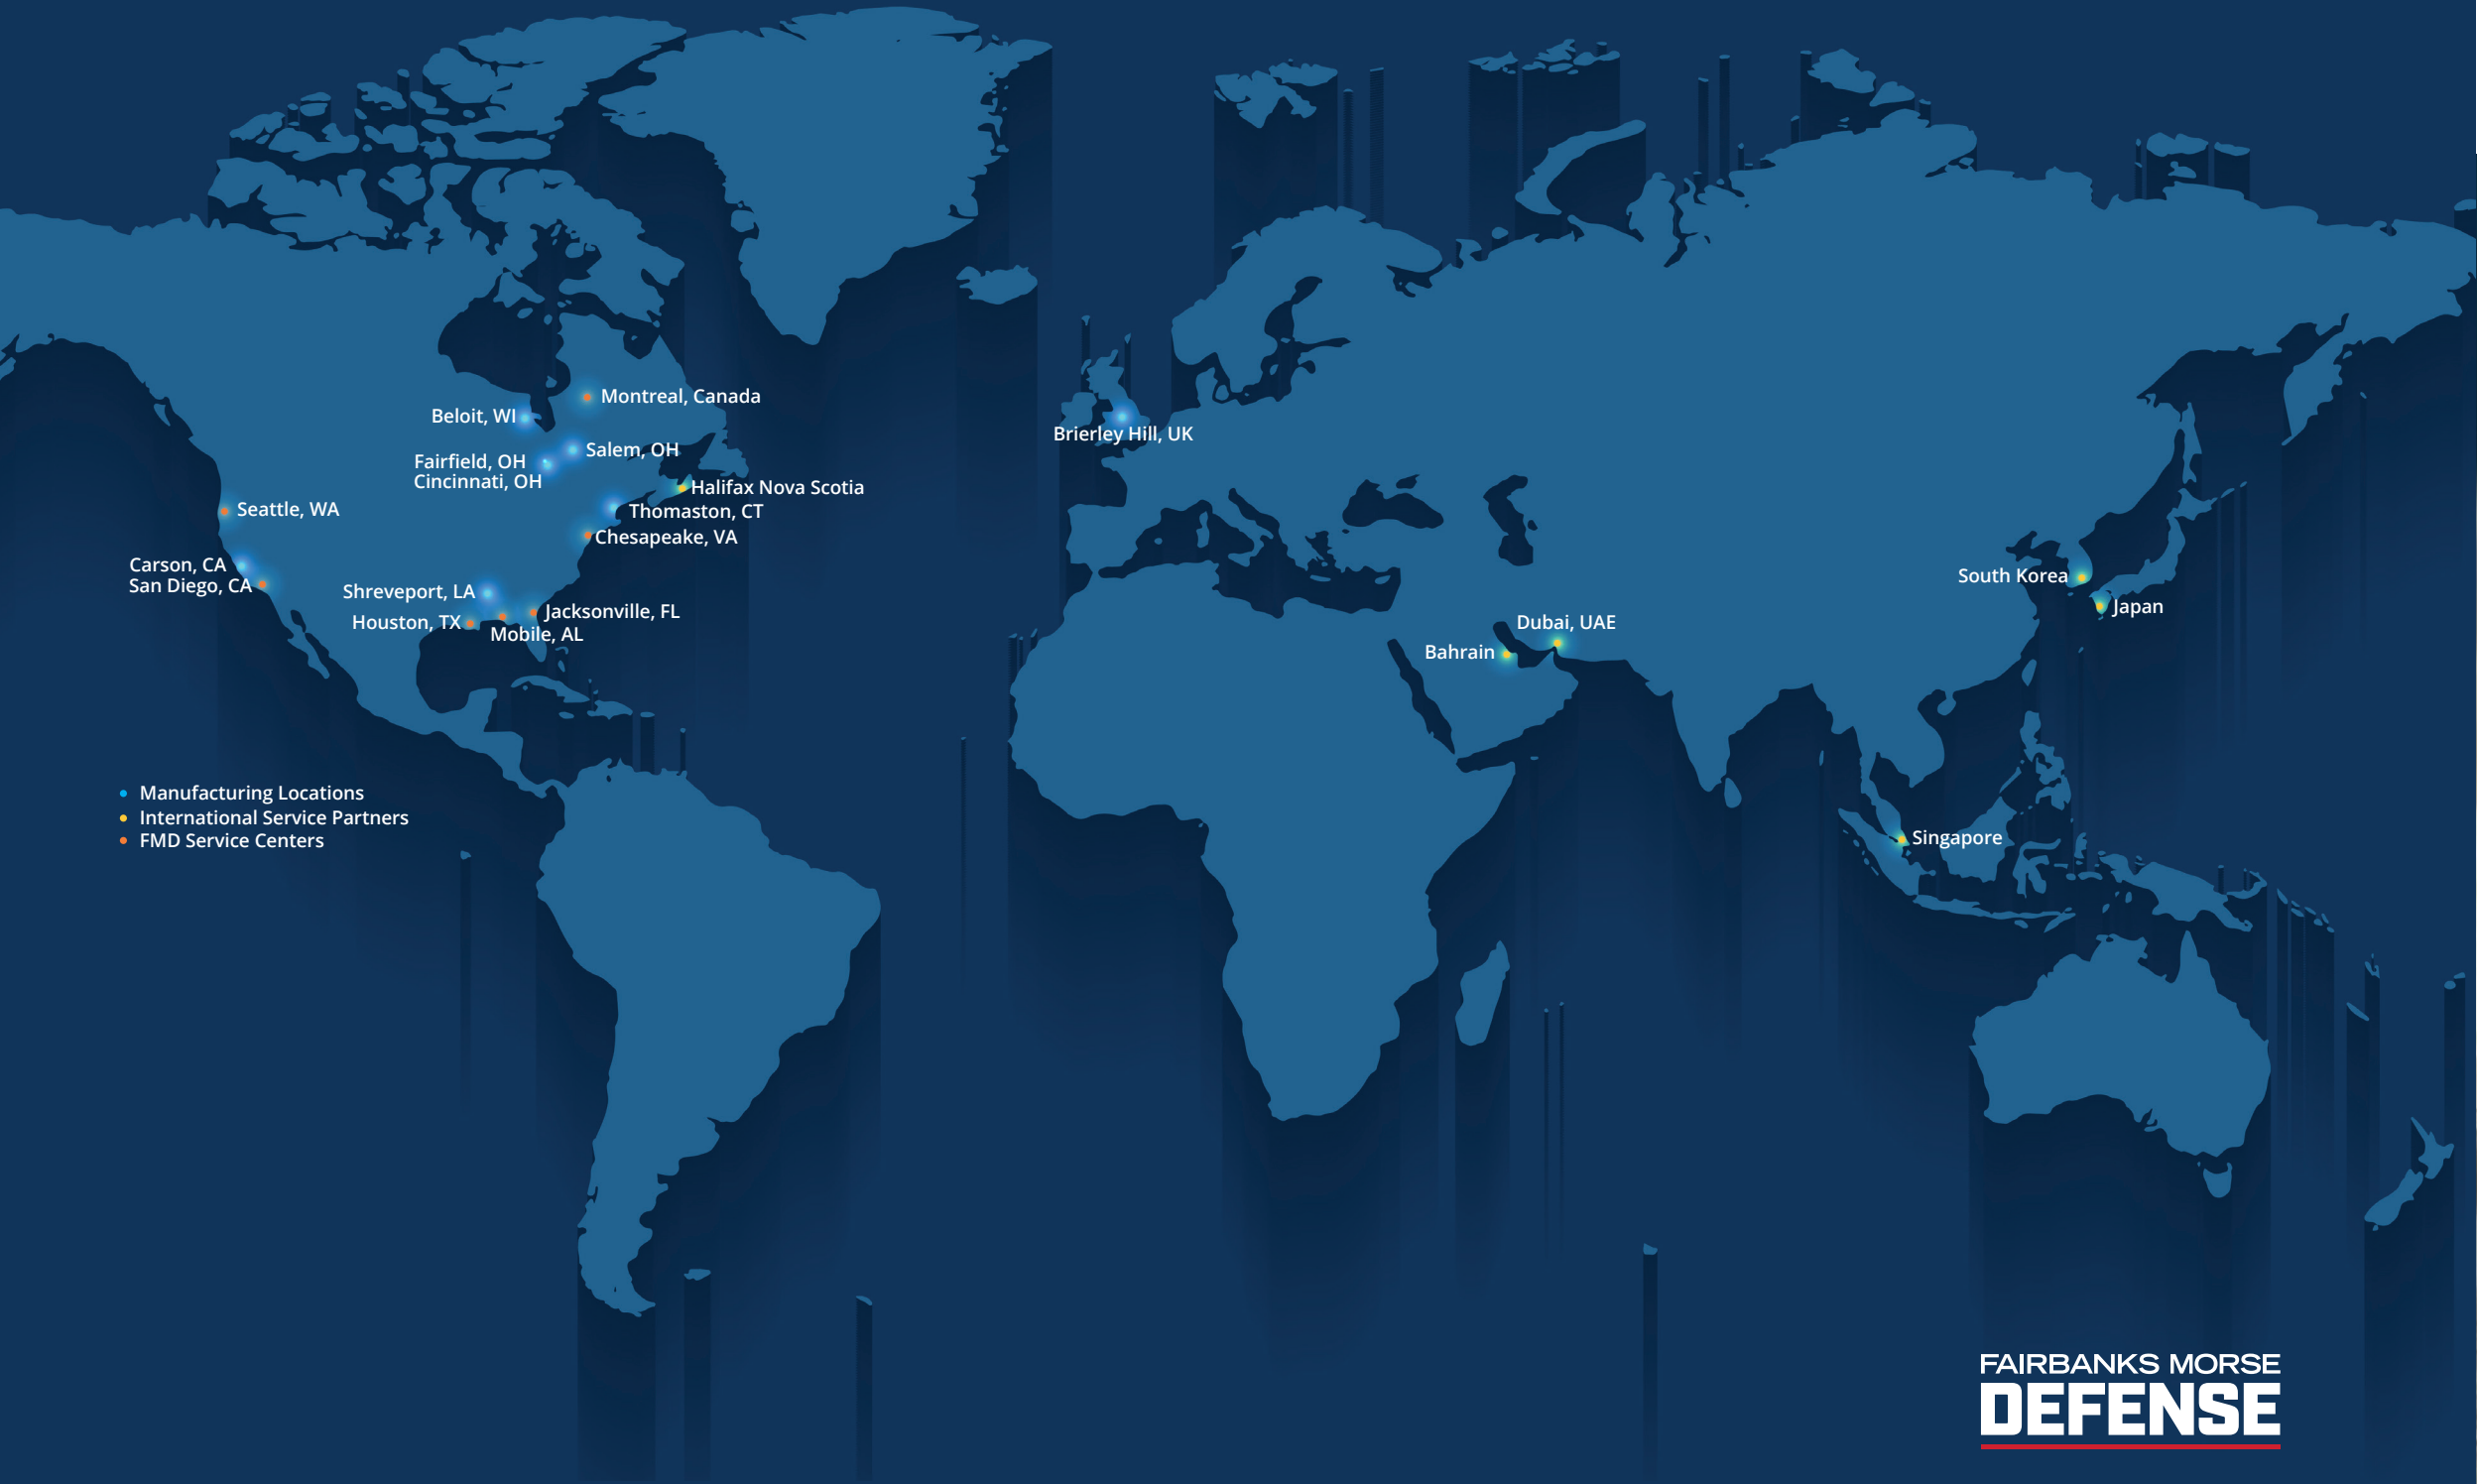 Montreal, Canada
Beloit, WI
Brierley Hill, UK
Salem, OH
Fairfield, OH
Cincinnati, OH
Halifax Nova Scotia
Seattle, WA
Thomaston, CT
Chesapeake, VA
Carson, CA
San Diego, CA
Shreveport, LA
South Korea
Jacksonville, FL
Japan
Houston, TX
Mobile, AL
Dubai, UAE
Bahrain
Manufacturing Locations
International Service Partners
FMD Service Centers
Singapore
FAIRBANKS MORSE
DEFENSE